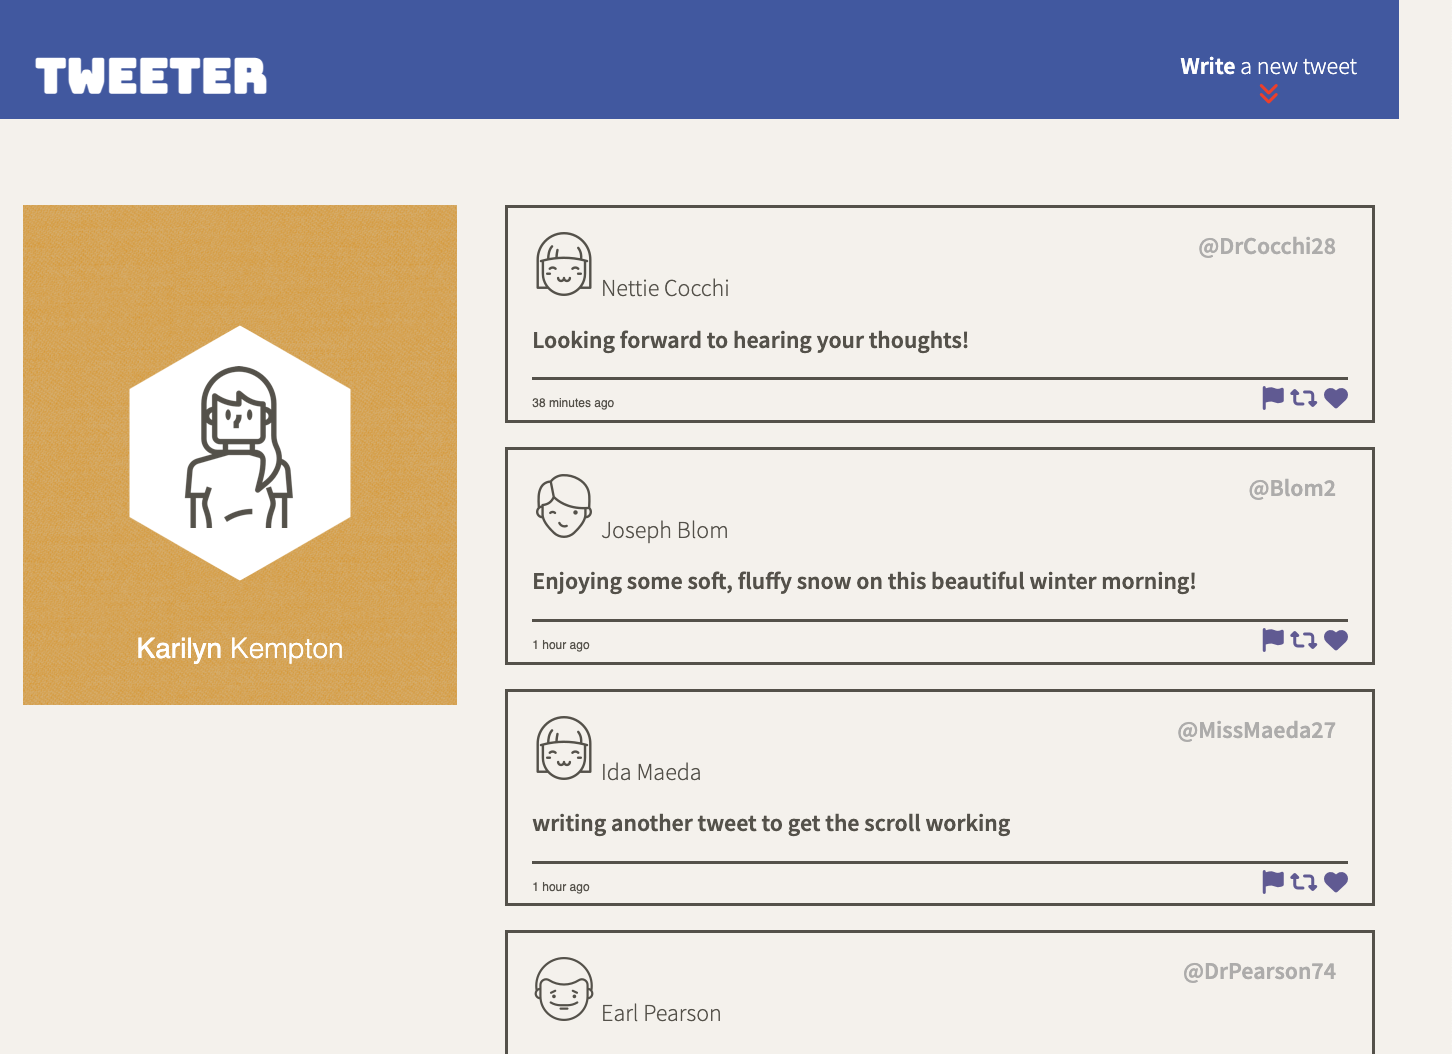 TWEETER
Write a new tweet
Karilyn Kempton
@DrCocchi28
Nettie Cocchi
Looking forward to hearing your thoughts!
38 minutes ago
@Blom2
Joseph Blom
Enjoying some soft, fluffy snow on this beautiful winter morning!
1 hour ago
@MissMaeda27
Ida Maeda
writing another tweet to get the scroll working
1 hour ago
@DrPearson74
Earl Pearson